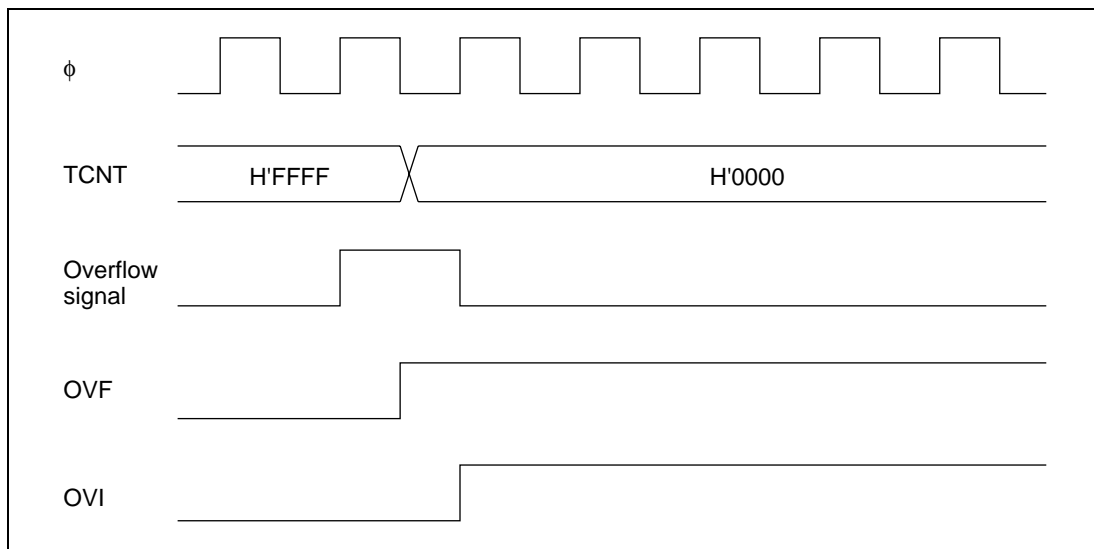 ϕ
TCNT
H'FFFF
H'0000
Overflow
signal
OVF
OVI